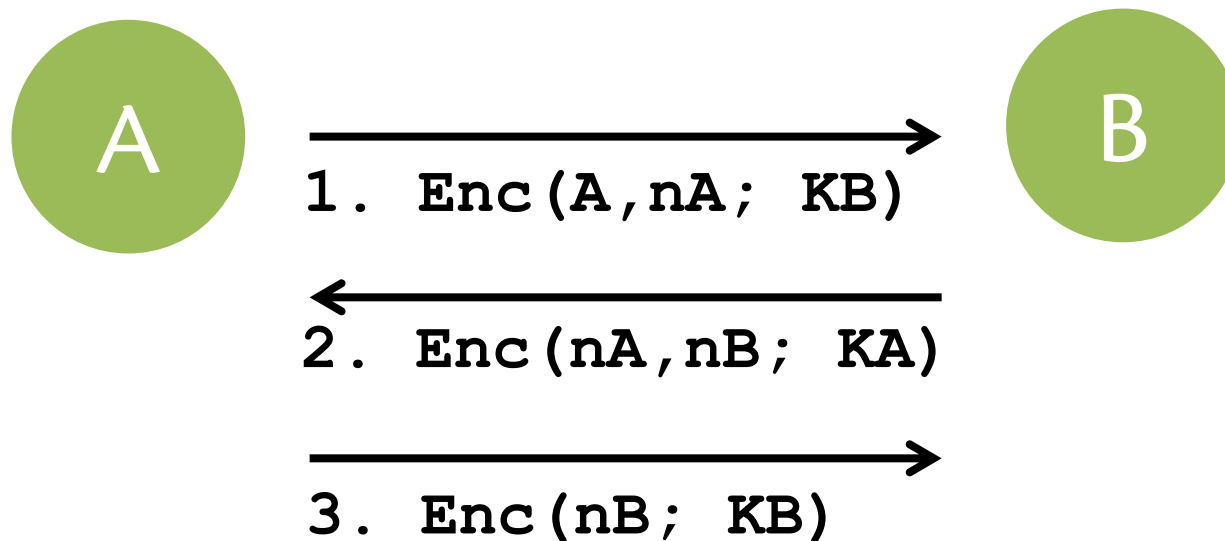 A
B
1. Enc(A,nA; KB)
2. Enc(nA,nB; KA)
3. Enc(nB; KB)